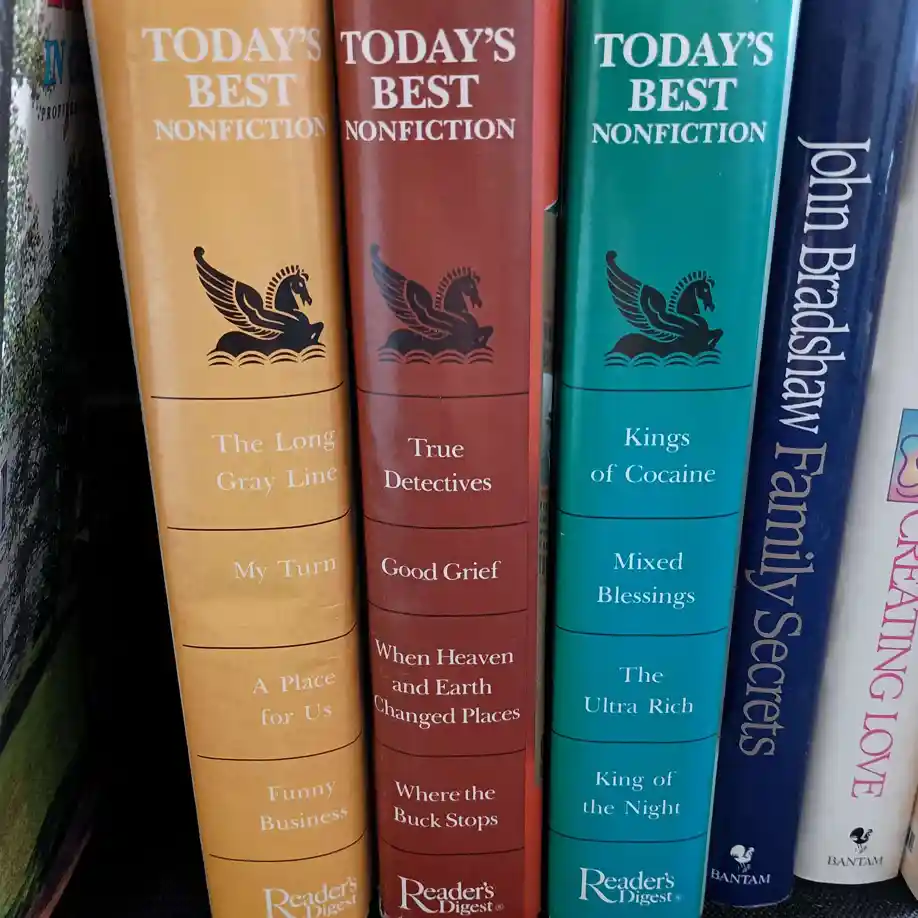 IN
TODAY'S
BEST
NONFICTION
The Long
Gray Line
My Turn
A Place
for Us
Funny
Business
Reader's
Digest
TODAY'S
BEST
NONFICTION
True
Detectives
Good Grief
When Heaven
and Earth
Changed Places
Where the
Buck Stops
Reader's
Digest®
TODAY'S
BEST
NONFICTION
Kings
of Cocaine
Mixed
Blessings
The
Ultra Rich
King of
the Night
Reader's
Digest®
John Bradshaw Family Secrets
BANTAM
CREATING LOVE
BANTAM